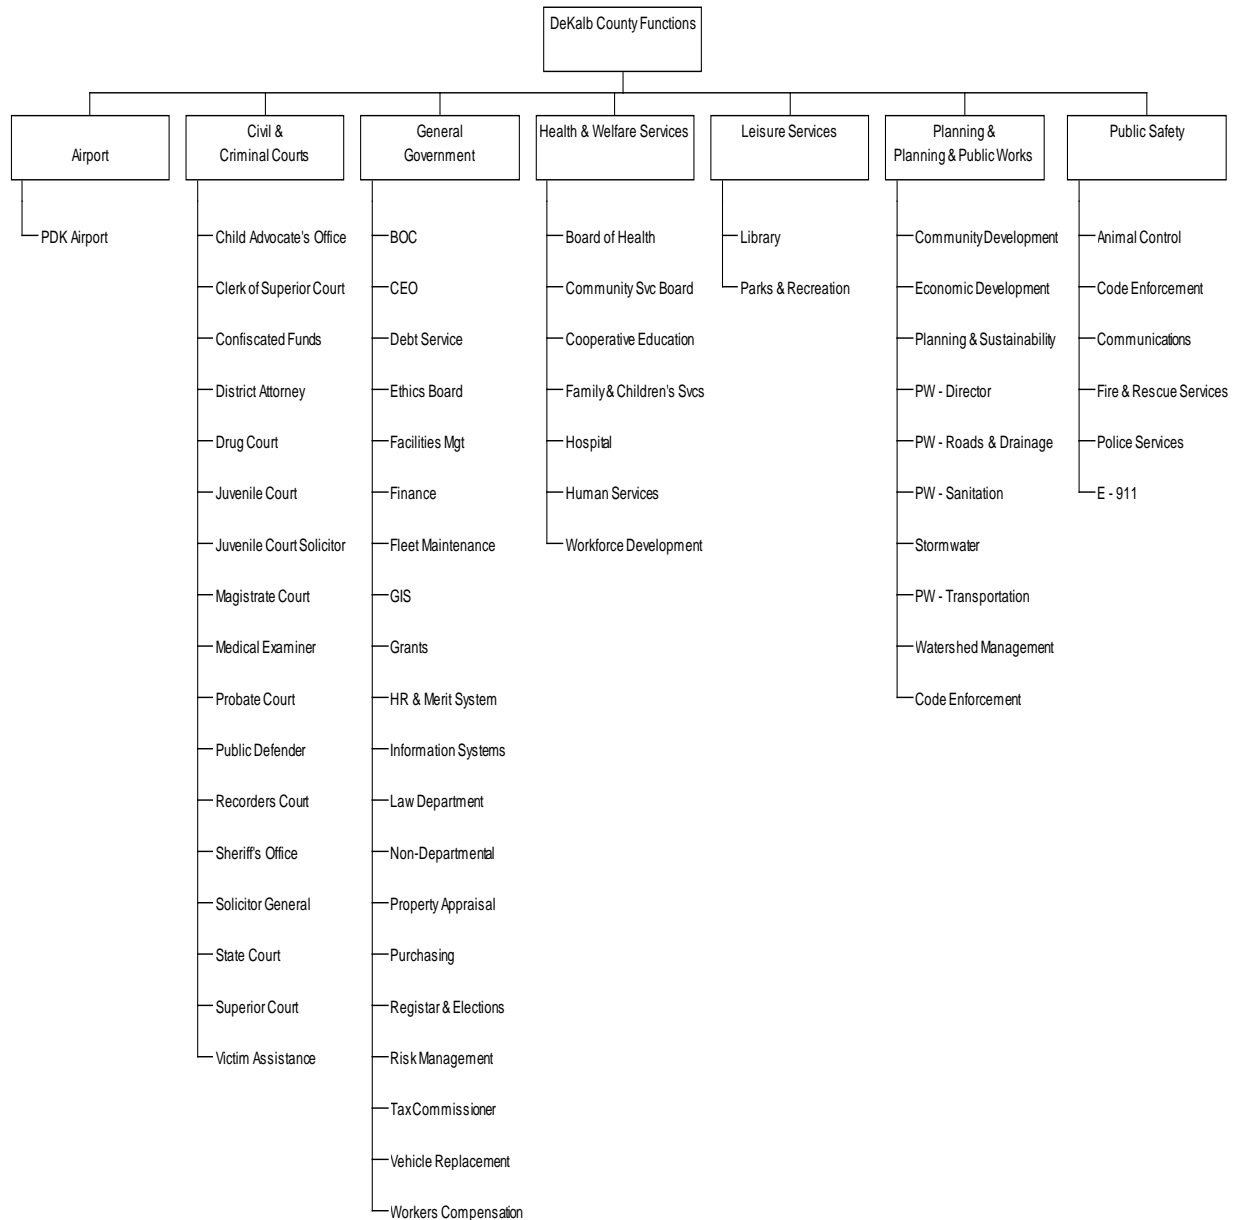 DeKalb County Functions
Airport
Civil &
Criminal Courts
General
Government
Health & Welfare Services
Leisure Services
Planning &
Planning & Public Works
Public Safety
PDK Airport
Child Advocate's Office
Clerk of Superior Court
Confiscated Funds
District Attorney
Drug Court
Juvenile Court
Juvenile Court Solicitor
Magistrate Court
Medical Examiner
Probate Court
Public Defender
Recorders Court
Sheriff's Office
Solicitor General
State Court
Superior Court
Victim Assistance
BOC
CEO
Debt Service
Ethics Board
Facilities Mgt
Finance
Fleet Maintenance
GIS
Grants
HR & Merit System
Information Systems
Law Department
Non-Departmental
Property Appraisal
Purchasing
Registar & Elections
Risk Management
Tax Commissioner
Vehicle Replacement
Workers Compensation
Board of Health
Community Svc Board
Cooperative Education
Family & Children's Svcs
Hospital
Human Services
Workforce Development
Library
Parks & Recreation
Community Development
Economic Development
Planning & Sustainability
PW - Director
PW - Roads & Drainage
PW - Sanitation
Stormwater
PW - Transportation
Watershed Management
Code Enforcement
Animal Control
Code Enforcement
Communications
Fire & Rescue Services
Police Services
E - 911